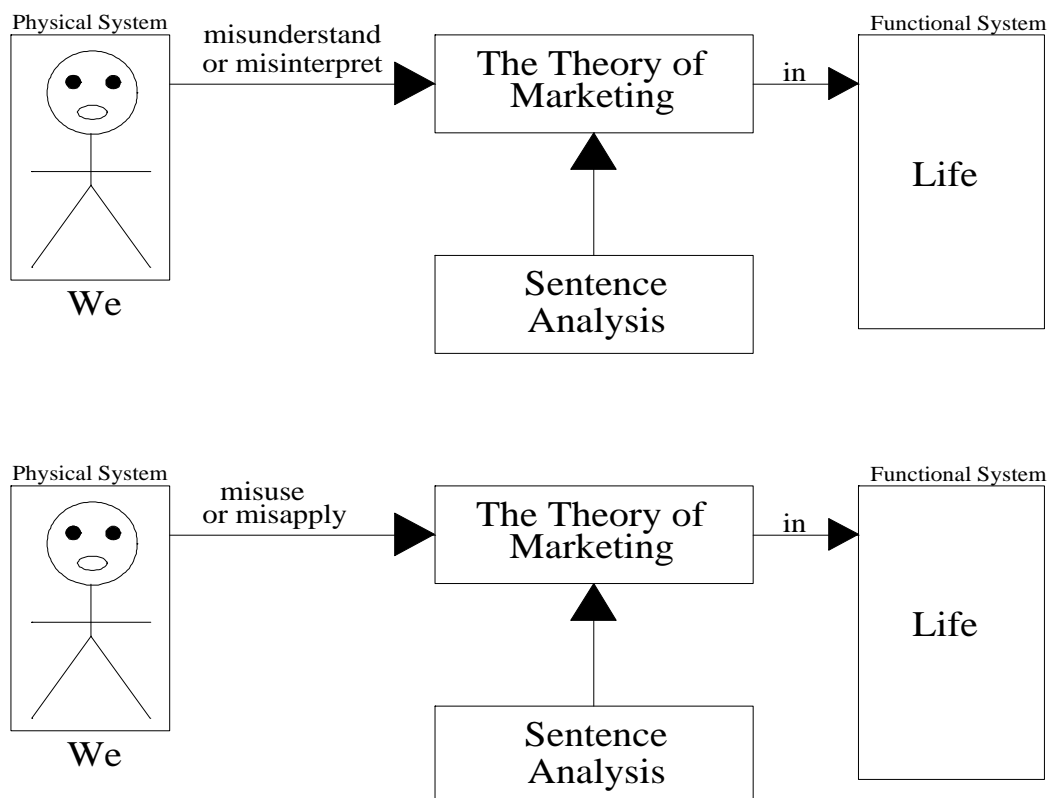 Physical System
Functional System
misunderstand
or misinterpret
The Theory of
Marketing
in
Life
Sentence
Analysis
We
Physical System
Functional System
misuse
or misapply
The Theory of
Marketing
in
Life
Sentence
Analysis
We